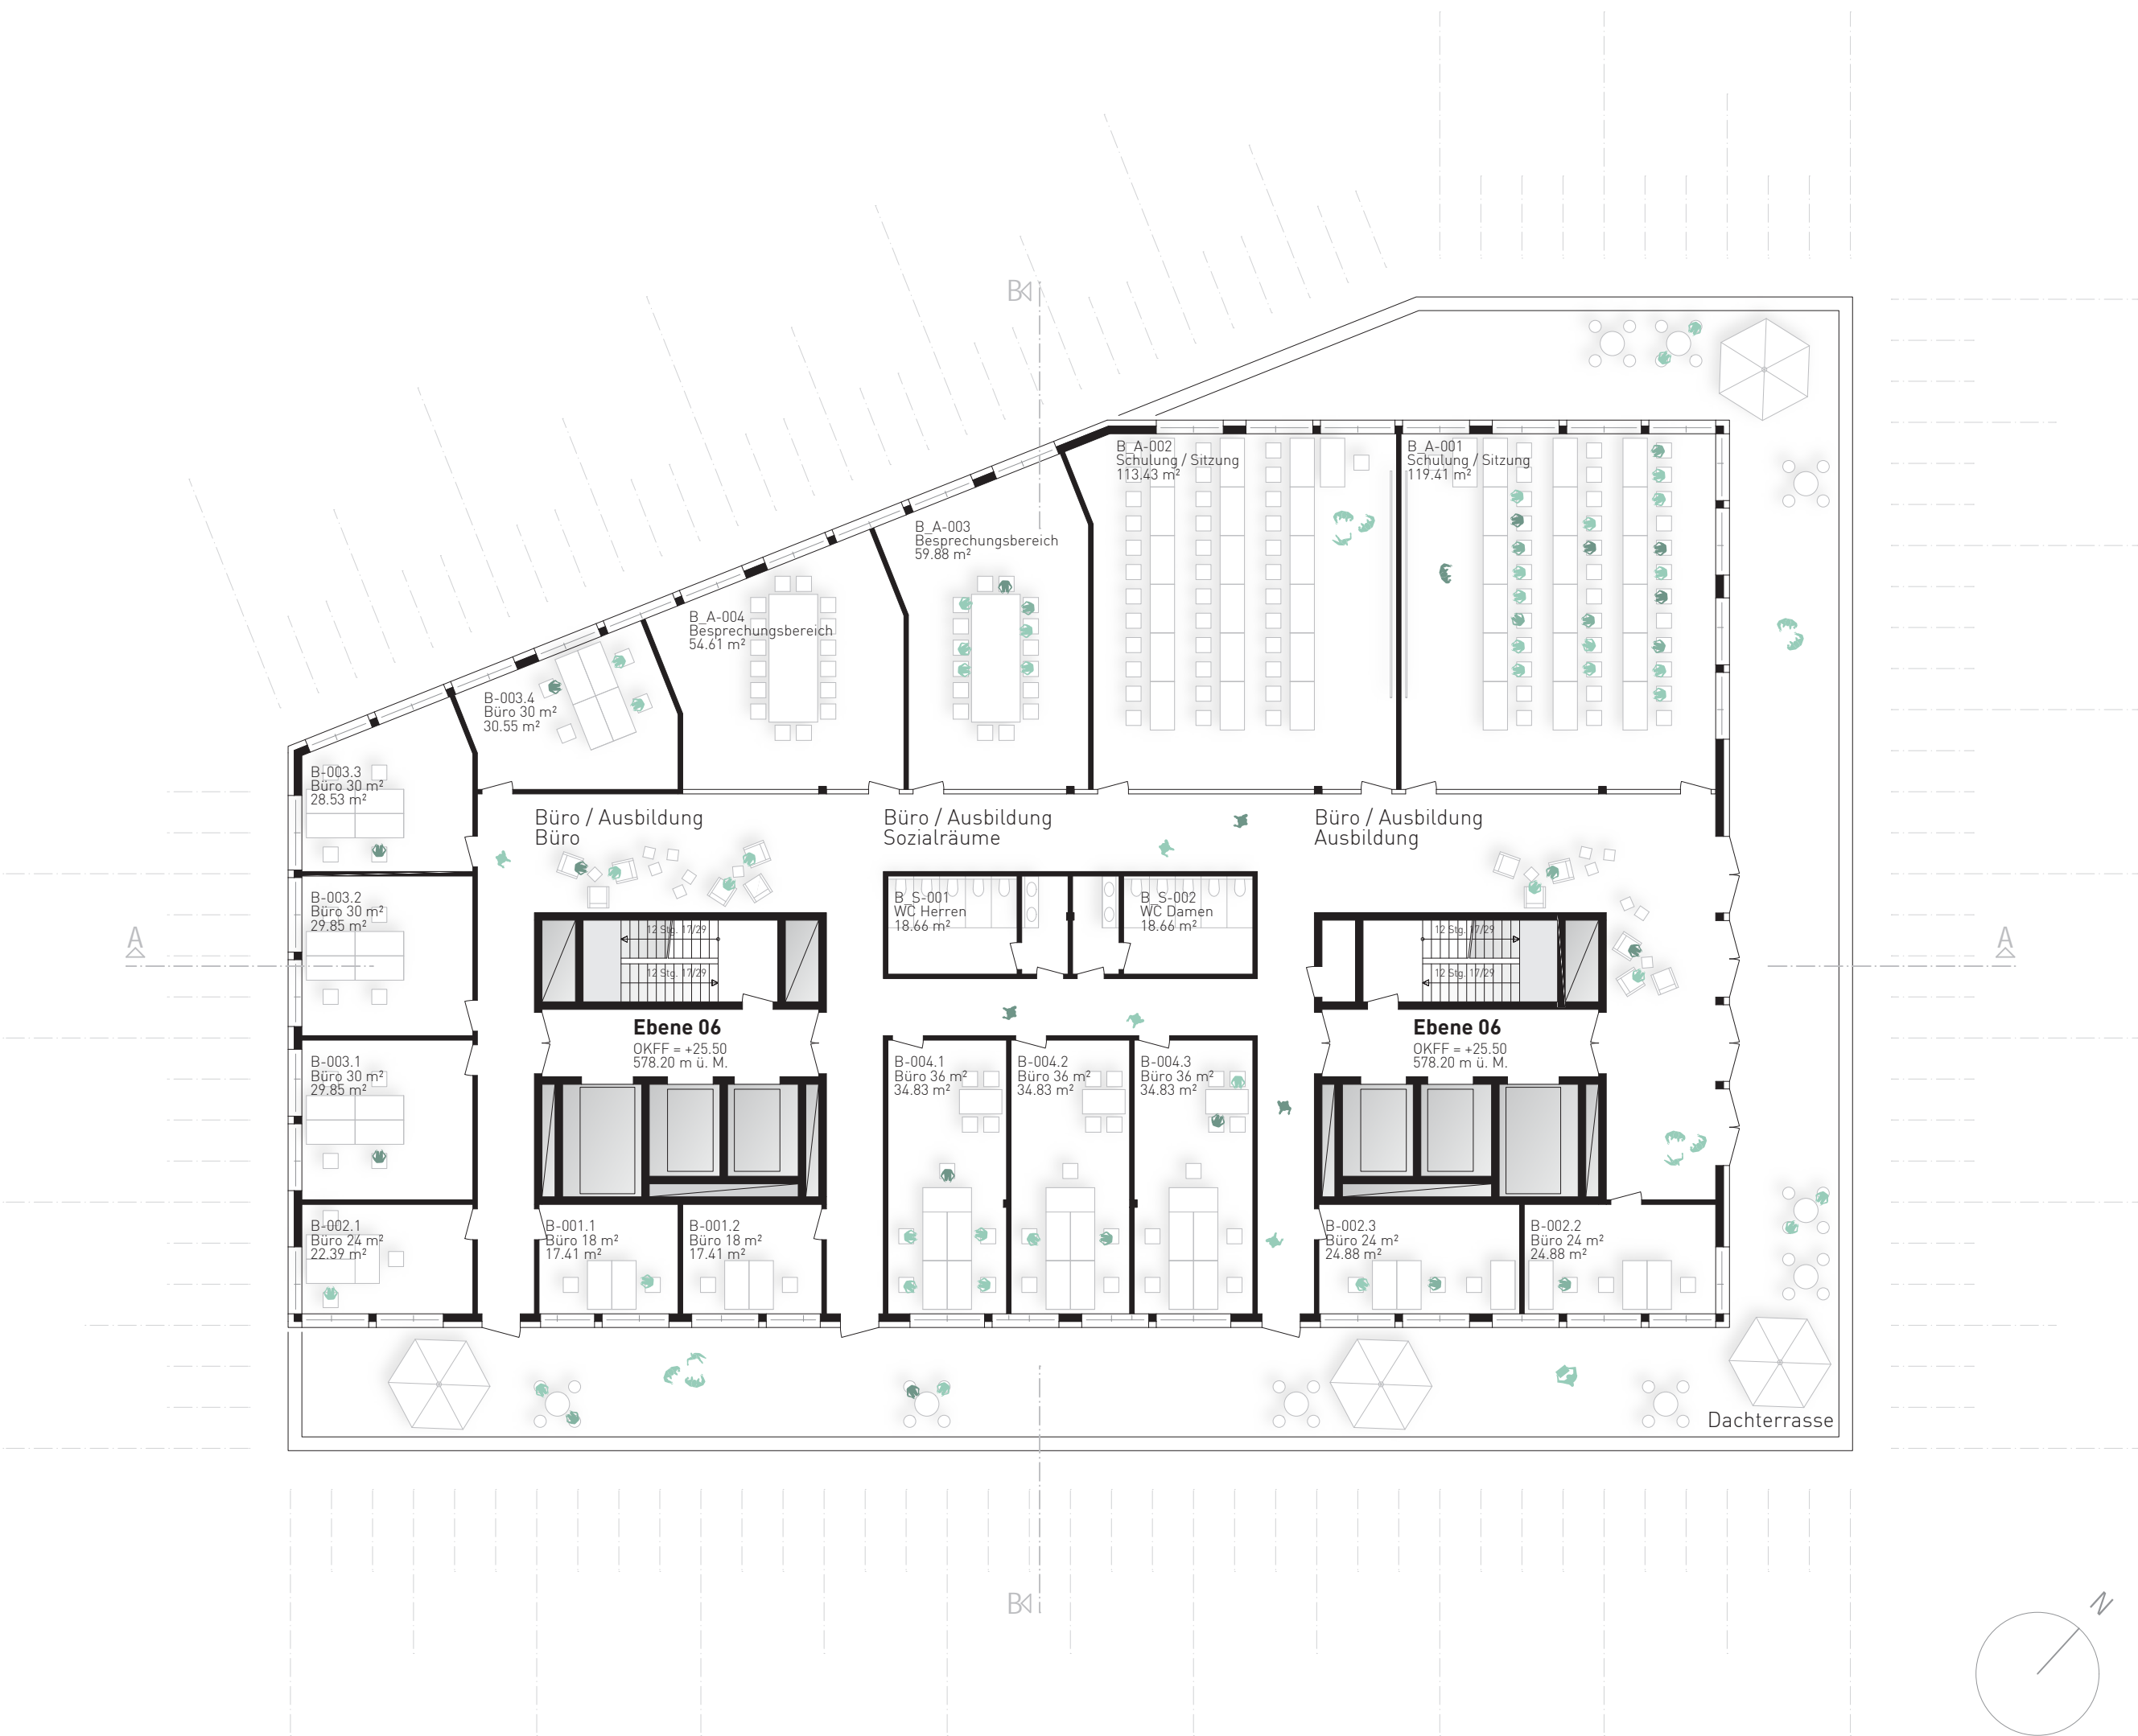 B
B_A-002
Schulung / Sitzung
113.43 m²
B_A-001
Schulung / Sitzung
119.41 m²
B_A-003
Besprechungsbereich
59.88 m²
B_A-004
Besprechungsbereich
54.61 m²
B-003.4
Büro 30 m²
30.55 m²
B-003.3
Büro 30 m²
28.53 m²
Büro / Ausbildung
Büro
Büro / Ausbildung
Sozialräume
Büro / Ausbildung
Ausbildung
B-003.2
Büro 30 m²
29.85 m²
B_S-001
WC Herren
18.66 m²
B_S-002
WC Damen
18.66 m²
A
12 Stg. 17/29
12 Stg. 17/29
12 Stg. 17/29
12 Stg. 17/29
A
Ebene 06
OKFF = +25.50
578.20 m ü. M.
Ebene 06
OKFF = +25.50
578.20 m ü. M.
B-003.1
Büro 30 m²
29.85 m²
B-004.1
Büro 36 m²
34.83 m²
B-004.2
Büro 36 m²
34.83 m²
B-004.3
Büro 36 m²
34.83 m²
B-002.1
Büro 24 m²
22.39 m²
B-001.1
Büro 18 m²
17.41 m²
B-001.2
Büro 18 m²
17.41 m²
B-002.3
Büro 24 m²
24.88 m²
B-002.2
Büro 24 m²
24.88 m²
Dachterrasse
B
N